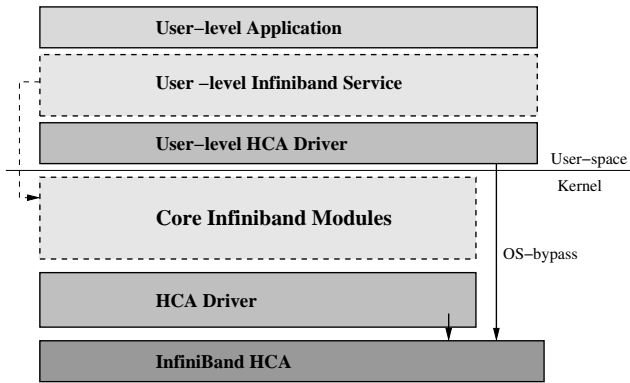 User-level Application
User -level Infiniband Service
User-level HCA Driver
User-space
Kernel
Core Infiniband Modules
OS-bypass
HCA Driver
InfiniBand HCA